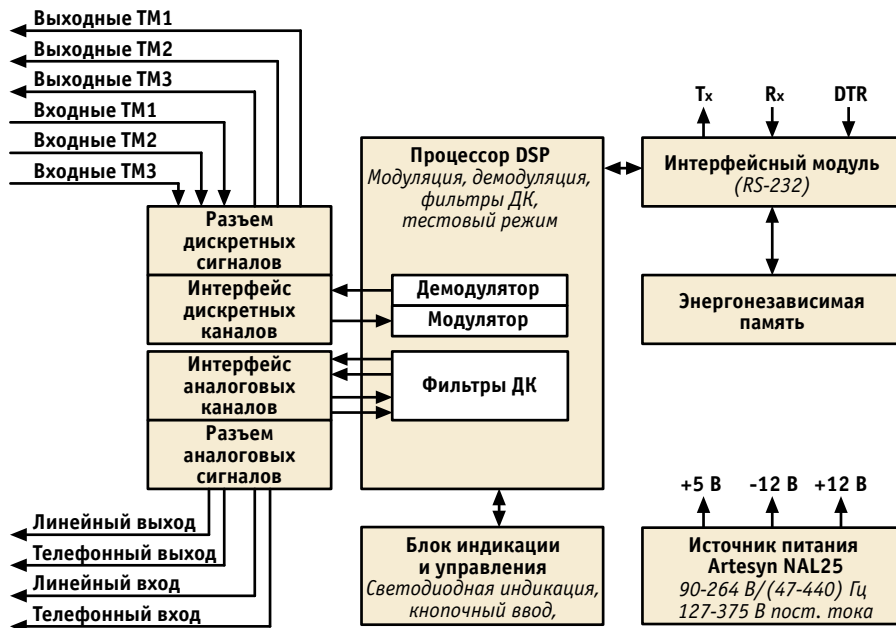 Выходные ТМ1
Выходные ТМ2
Выходные ТМ3
Входные ТМ1
Входные ТМ2
Входные ТМ3
Разъем
дискретных
сигналов
Интерфейс
дискретных
каналов
Интерфейс
аналоговых
каналов
Разъем
аналоговых
сигналов
Линейный выход
Телефонный выход
Линейный вход
Телефонный вход
Процессор DSP
Модуляция, демодуляция,
фильтры ДК,
тестовый режим
Демодулятор
Модулятор
Фильтры ДК
Блок индикации
и управления
Светодиодная индикация,
кнопочный ввод,
Tx Rx DTR
Интерфейсный модуль
(RS-232)
Энергонезависимая
память
+5 В -12 В +12 В
Источник питания
Artesyn NAL25
90-264 В/(47-440) Гц
127-375 В пост. тока